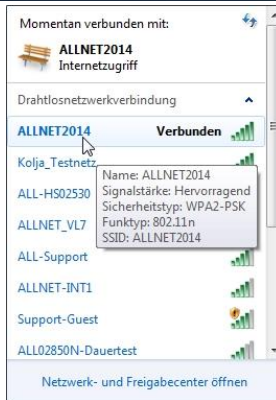 Momentan verbunden mit:
ALLNET2014
Internetzugriff
Drahtlosnetzwerkverbindung
ALLNET2014 Verbunden
Kolja_Testnetz
Name: ALLNET2014
Signalstärke: Hervorragend
ALL-HS02530
Sicherheitstyp: WPA2-PSK
Funktyp: 802.11n
ALLNET_VL7
SSID: ALLNET2014
ALL-Support
ALLNET-INT1
Support-Guest
ALL02850N-Dauertest
Netzwerk- und Freigabecenter öffnen